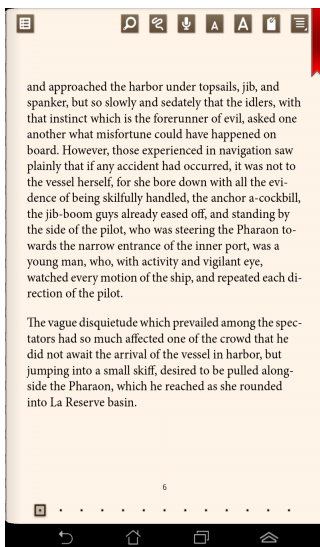 A
A
and approached the harbor under topsails, jib, and
spanker, but so slowly and sedately that the idlers, with
that instinct which is the forerunner of evil, asked one
another what misfortune could have happened on
board. However, those experienced in navigation saw
plainly that if any accident had occurred, it was not to
the vessel herself, for she bore down with all the evi-
dence of being skilfully handled, the anchor a-cockbill,
the jib-boom guys already eased off, and standing by
the side of the pilot, who was steering the Pharaon to-
wards the narrow entrance of the inner port, was a
young man, who, with activity and vigilant eye,
watched every motion of the ship, and repeated each di-
rection of the pilot.
The vague disquietude which prevailed among the spec-
tators had so much affected one of the crowd that he
did not await the arrival of the vessel in harbor, but
jumping into a small skiff, desired to be pulled along-
side the Pharaon, which he reached as she rounded
into La Reserve basin.
6